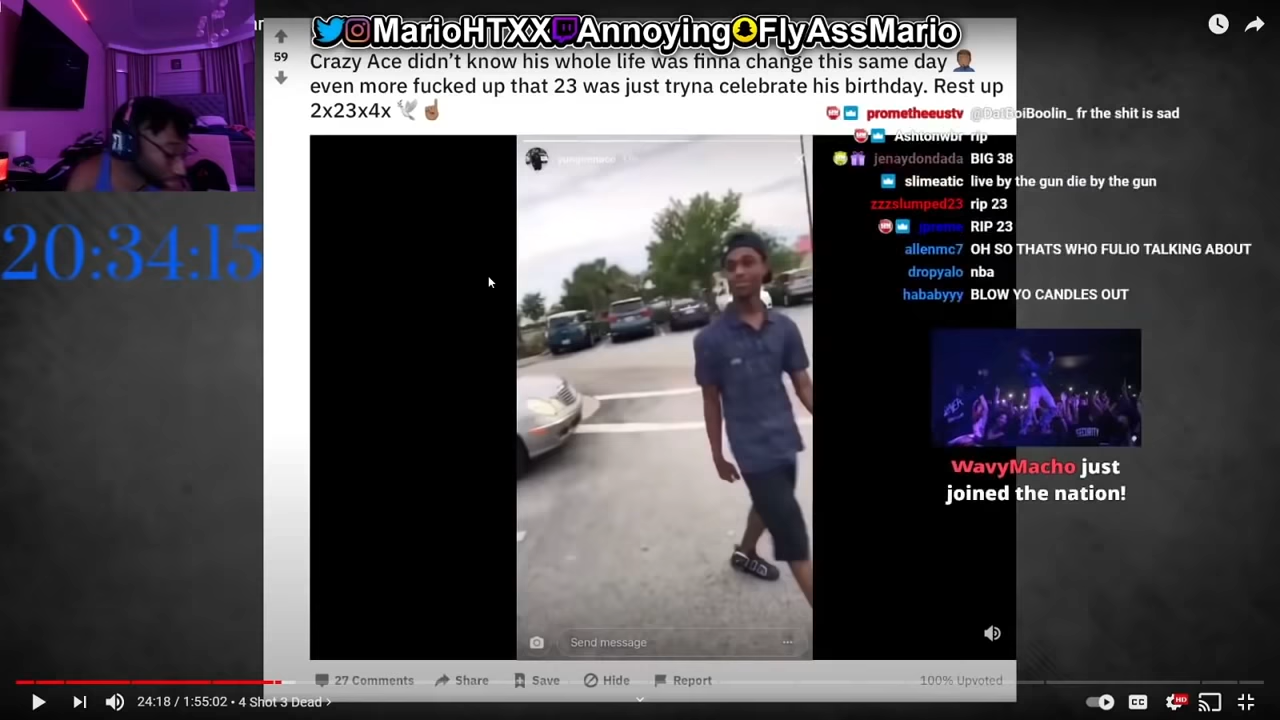 MarioHTXX Annoying FlyAssMario
59
Crazy Ace didn't know his whole life was finna change this same day 🤦🏾‍♂️
even more fucked up that 23 was just tryna celebrate his birthday. Rest up
2x23x4x 🕊️ ☝🏽
prometheeustv @DatBoiBoolin_ fr the shit is sad
Ashtonwbr rip
jenaydondada BIG 38
slimeatic live by the gun die by the gun
zzzslumped23 rip 23
RIP 23
allenmc7 OH SO THATS WHO FULIO TALKING ABOUT
dropyalo nba
hababyyy BLOW YO CANDLES OUT
20:34:15
SECURITY
WavyMacho just
joined the nation!
Send message
27 Comments Share Save Hide Report 100% Upvoted
24:18 / 1:55:02 • 4 Shot 3 Dead >
CC HD